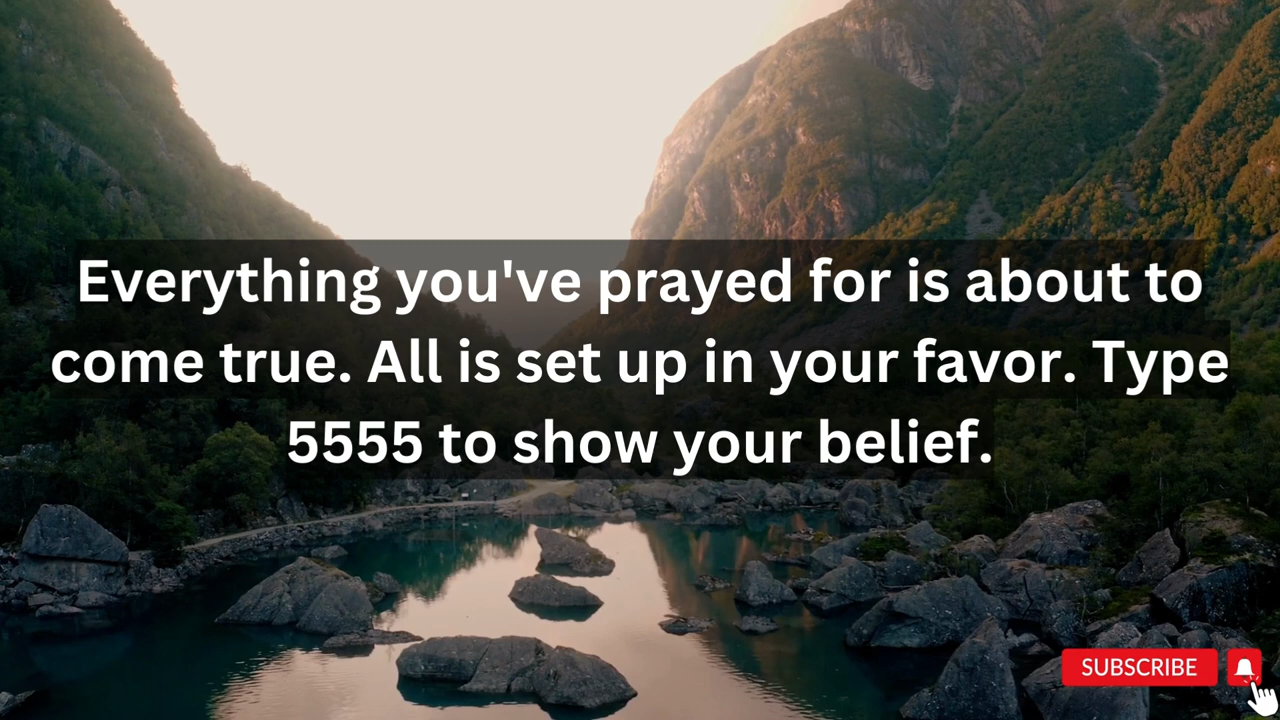 Everything you've prayed for is about to
come true. All is set up in your favor. Type
5555 to show your belief.
SUBSCRIBE